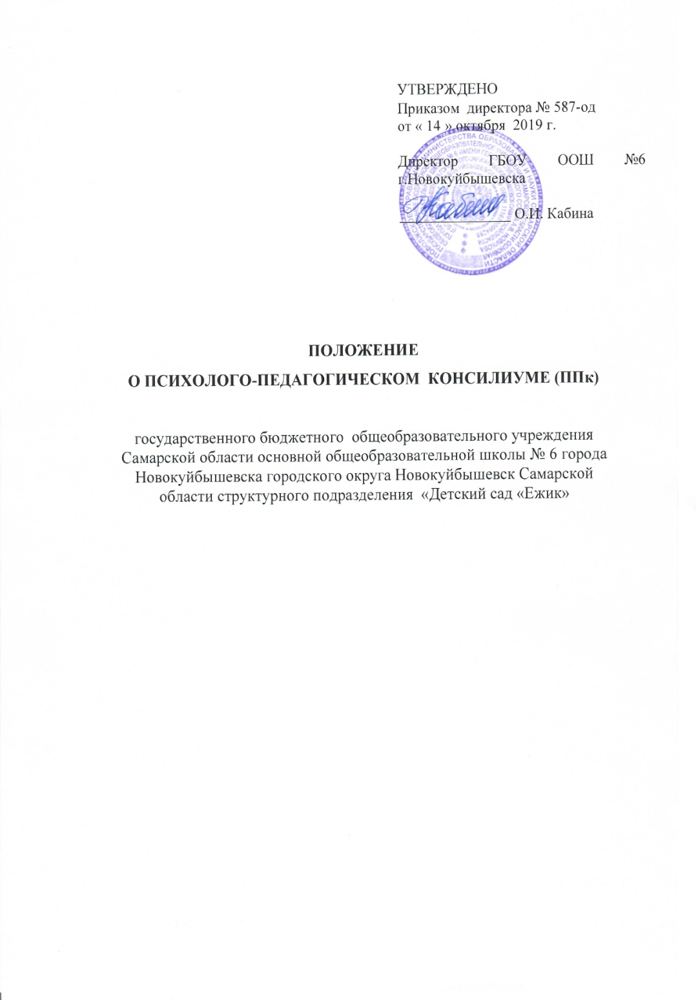 УТВЕРЖДЕНО
Приказом директора № 587-од
от « 14 » октября 2019 г.
Директор ГБОУ ООШ №6
г.Новокуйбышевска
О.И. Кабина
ПОЛОЖЕНИЕ
О ПСИХОЛОГО-ПЕДАГОГИЧЕСКОМ КОНСИЛИУМЕ (ППк)
государственного бюджетного общеобразовательного учреждения
Самарской области основной общеобразовательной школы № 6 города
Новокуйбышевска городского округа Новокуйбышевск Самарской
области структурного подразделения «Детский сад «Ежик»